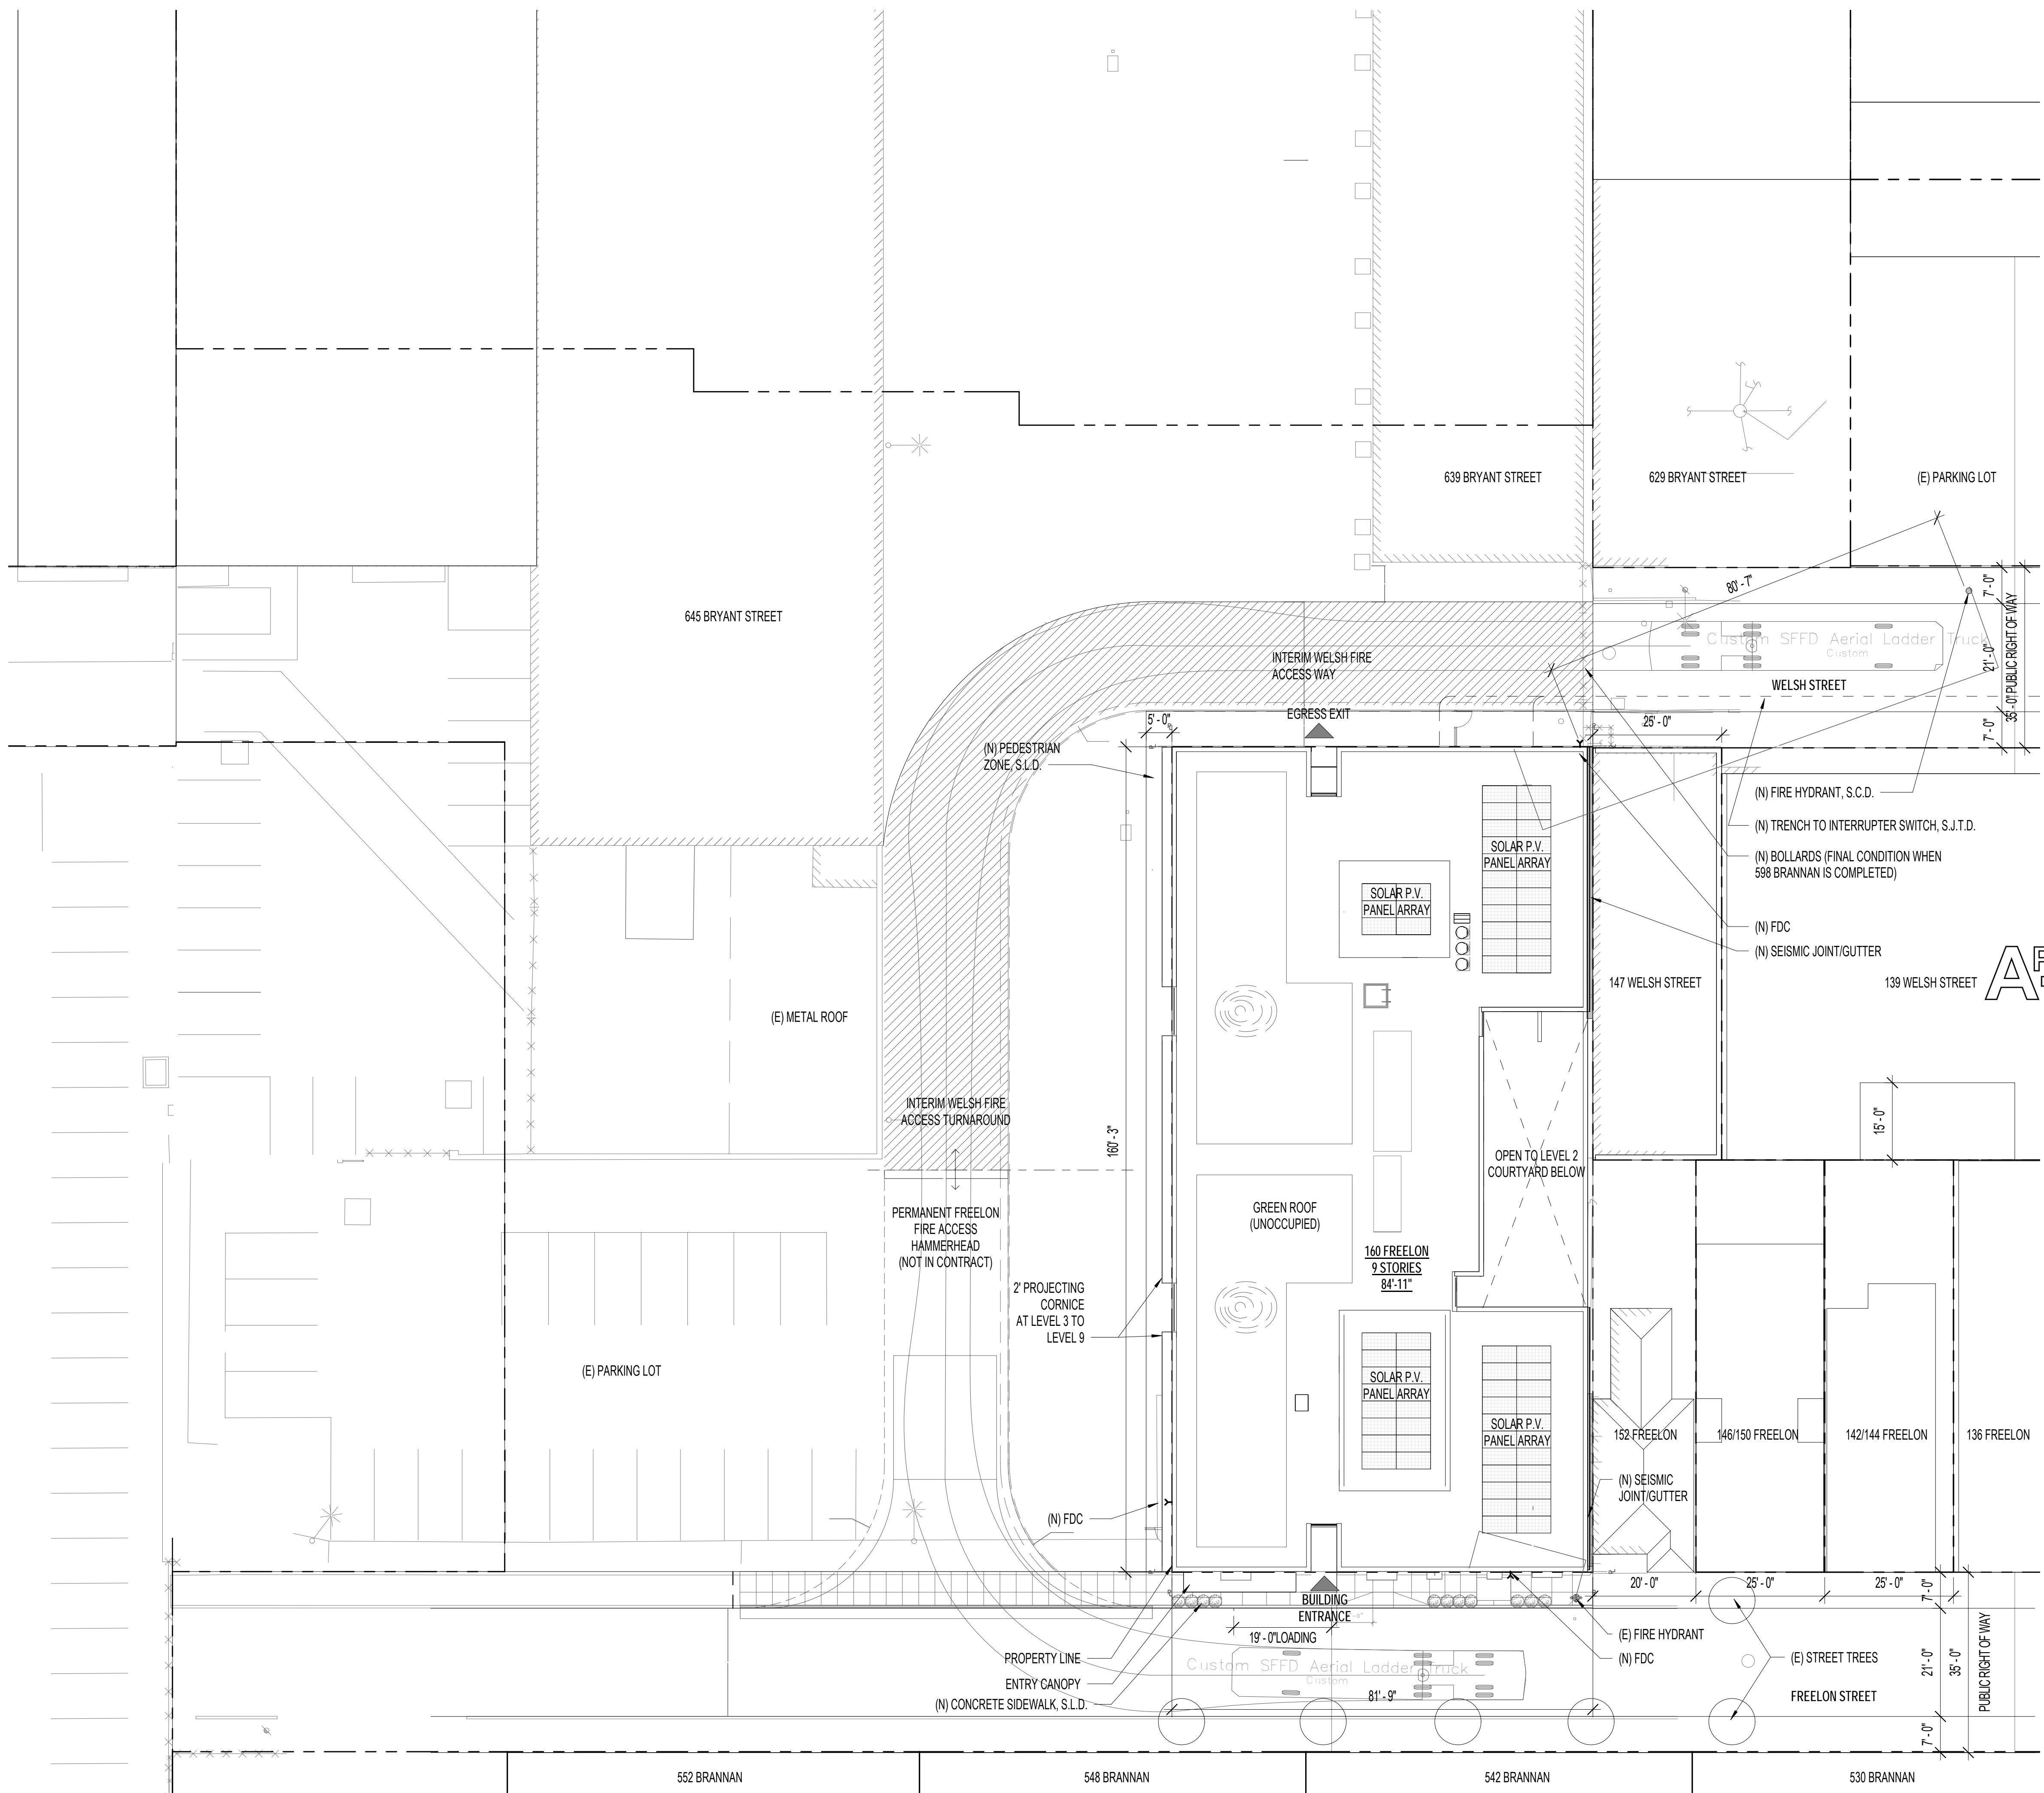 639 BRYANT STREET
629 BRYANT STREET
(E) PARKING LOT
80' - 7"
7' - 0"
21' - 0"
7' - 0"
35' - 0" PUBLIC RIGHT OF WAY
645 BRYANT STREET
Custom SFFD Aerial Ladder Truck
Custom
INTERIM WELSH FIRE
ACCESS WAY
WELSH STREET
EGRESS EXIT
5' - 0"
25' - 0"
(N) PEDESTRIAN
ZONE, S.L.D.
(N) FIRE HYDRANT, S.C.D.
(N) TRENCH TO INTERRUPTER SWITCH, S.J.T.D.
(N) BOLLARDS (FINAL CONDITION WHEN
598 BRANNAN IS COMPLETED)
(N) FDC
(N) SEISMIC JOINT/GUTTER
SOLAR P.V.
PANEL ARRAY
SOLAR P.V.
PANEL ARRAY
147 WELSH STREET
139 WELSH STREET
A
(E) METAL ROOF
INTERIM WELSH FIRE
ACCESS TURNAROUND
160' - 3"
15' - 0"
OPEN TO LEVEL 2
COURTYARD BELOW
PERMANENT FREELON
FIRE ACCESS
HAMMERHEAD
(NOT IN CONTRACT)
GREEN ROOF
(UNOCCUPIED)
160 FREELON
9 STORIES
84'-11"
2' PROJECTING
CORNICE
AT LEVEL 3 TO
LEVEL 9
(E) PARKING LOT
SOLAR P.V.
PANEL ARRAY
SOLAR P.V.
PANEL ARRAY
152 FREELON
146/150 FREELON
142/144 FREELON
136 FREELON
(N) SEISMIC
JOINT/GUTTER
(N) FDC
20' - 0"
25' - 0"
25' - 0"
7' - 0"
21' - 0"
7' - 0"
35' - 0"
PUBLIC RIGHT OF WAY
BUILDING
ENTRANCE
19' - 0" LOADING
(E) FIRE HYDRANT
(N) FDC
(E) STREET TREES
PROPERTY LINE
ENTRY CANOPY
(N) CONCRETE SIDEWALK, S.L.D.
Custom SFFD Aerial Ladder Truck
Custom
81' - 9"
FREELON STREET
552 BRANNAN
548 BRANNAN
542 BRANNAN
530 BRANNAN